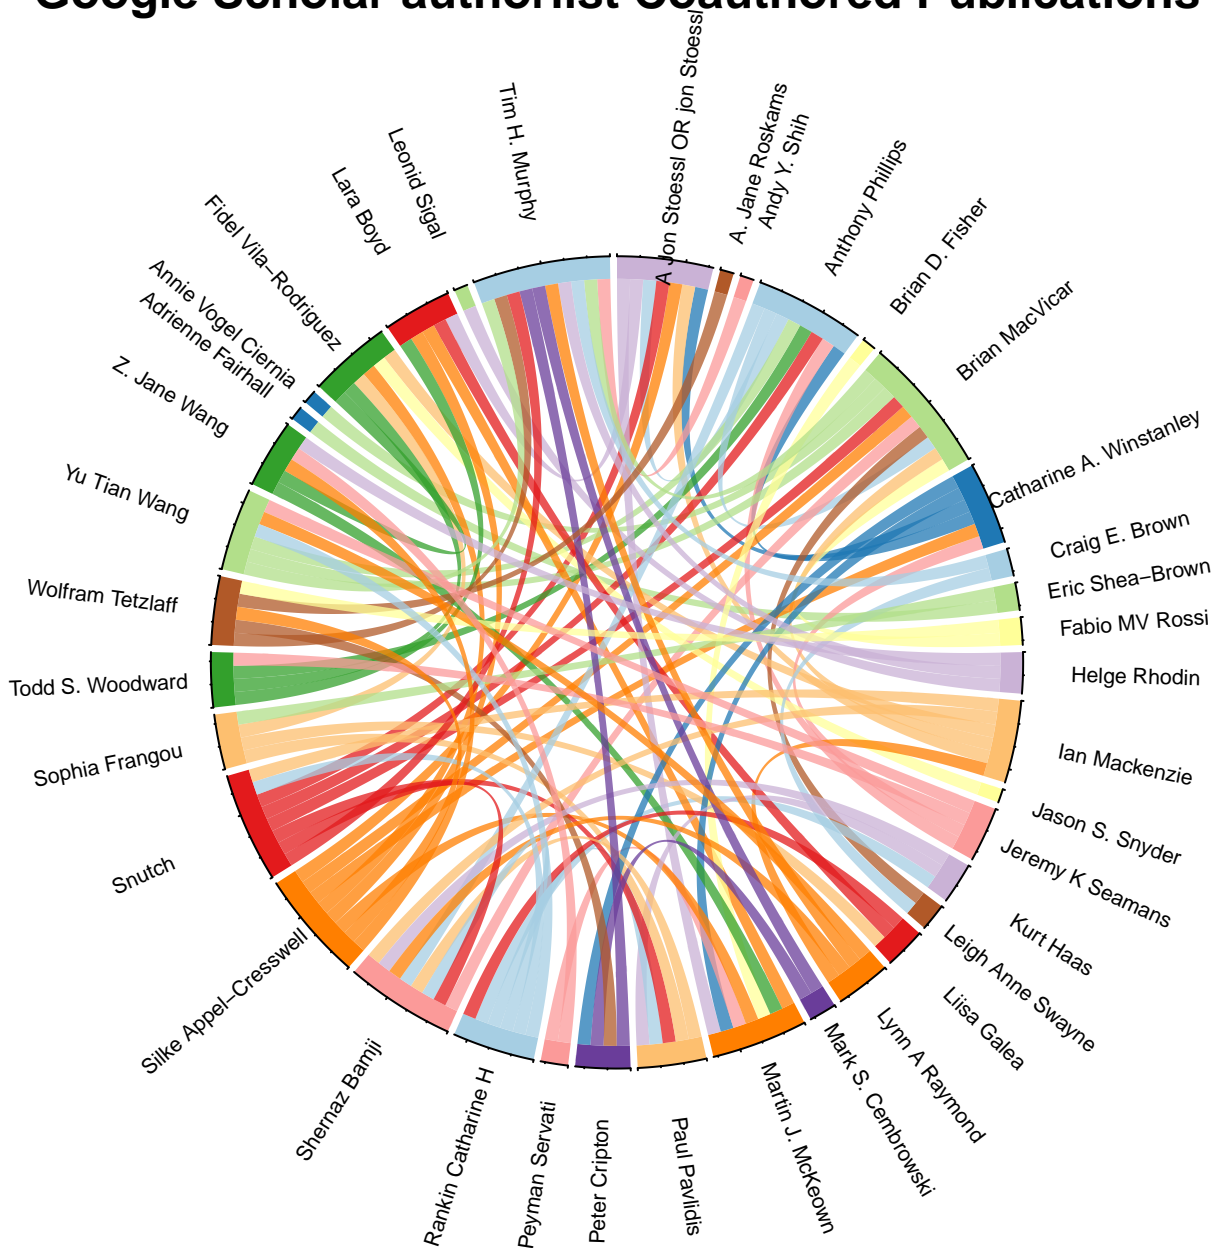 Google Scholar authorlist Coauthored Publications
A. Jon Stoessl OR jon Stoessl
A. Jane Roskams
Andy Y. Shih
Anthony Phillips
Brian D. Fisher
Brian MacVicar
Catharine A. Winstanley
Craig E. Brown
Eric Shea−Brown
Fabio MV Rossi
Helge Rhodin
Ian Mackenzie
Jason S. Snyder
Jeremy K Seamans
Kurt Haas
Leigh Anne Swayne
Liisa Galea
Lynn A Raymond
Mark S. Cembrowski
Martin J. McKeown
Paul Pavlidis
Peter Cripton
Peyman Servati
Rankin Catharine H
Shernaz Bamji
Silke Appel−Cresswell
Snutch
Sophia Frangou
Todd S. Woodward
Wolfram Tetzlaff
Yu Tian Wang
Z. Jane Wang
Adrienne Fairhall
Annie Vogel Ciernia
Fidel Vila−Rodriguez
Lara Boyd
Leonid Sigal
Tim H. Murphy